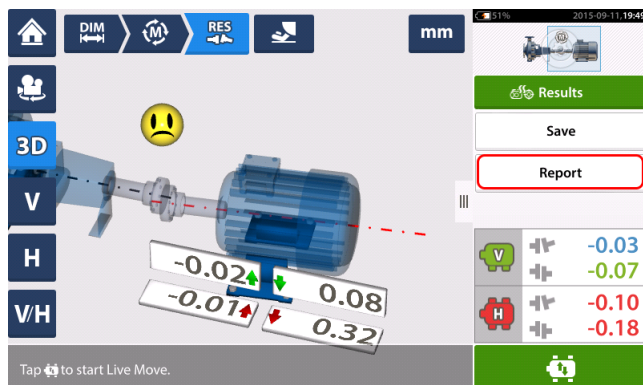 DIM
M
RES
mm
51%
2015-09-11,19:49
M
Results
3D
Save
Report
V
H
V/H
-0.02
0.08
-0.01
0.32
V
-0.03
-0.07
H
-0.10
-0.18
Tap to start Live Move.